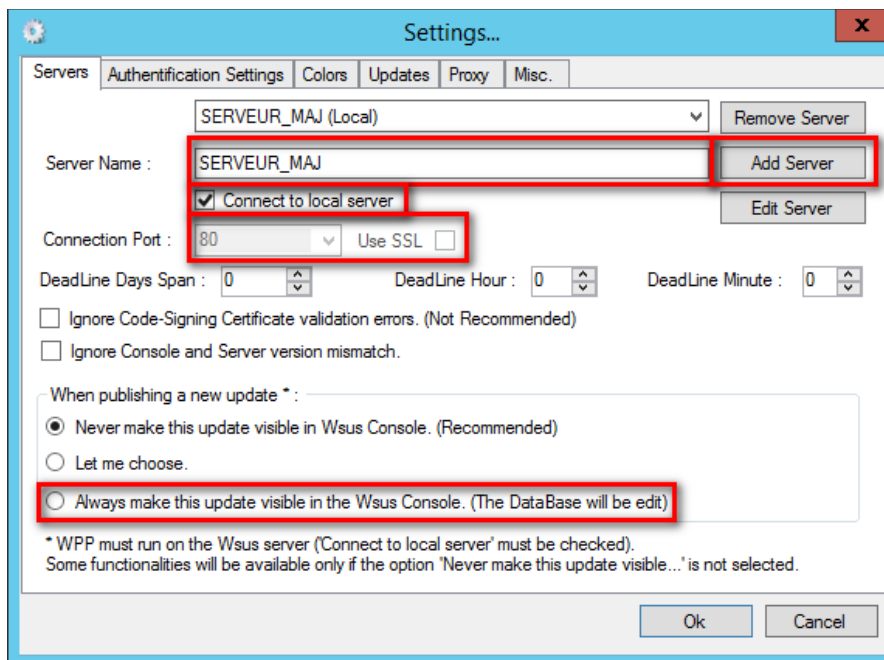 Settings...
x
Servers Authentification Settings Colors Updates Proxy Misc.
SERVEUR_MAJ (Local) Remove Server
Server Name : SERVEUR_MAJ Add Server
Connect to local server Edit Server
Connection Port : 80 Use SSL
DeadLine Days Span : 0 DeadLine Hour : 0 DeadLine Minute : 0
Ignore Code-Signing Certificate validation errors. (Not Recommended)
Ignore Console and Server version mismatch.
When publishing a new update * :
Never make this update visible in Wsus Console. (Recommended)
Let me choose.
Always make this update visible in the Wsus Console. (The DataBase will be edit)
* WPP must run on the Wsus server ('Connect to local server' must be checked).
Some functionalities will be available only if the option 'Never make this update visible...' is not selected.
Ok Cancel